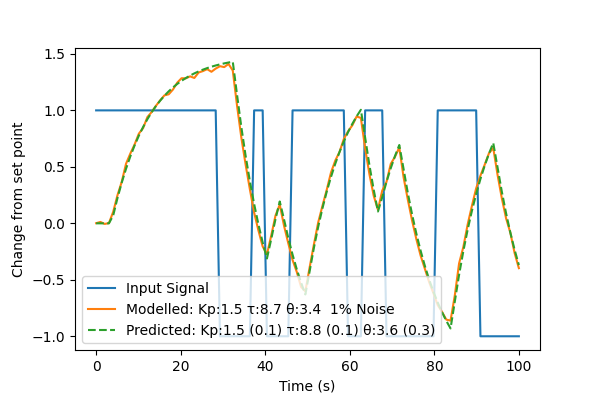 1.5
1.0
0.5
0.0
−0.5
−1.0
Change from set point
Input Signal
Modelled: Kp:1.5 τ:8.7 θ:3.4  1% Noise
Predicted: Kp:1.5 (0.1) τ:8.8 (0.1) θ:3.6 (0.3)
0 20 40 60 80 100
Time (s)